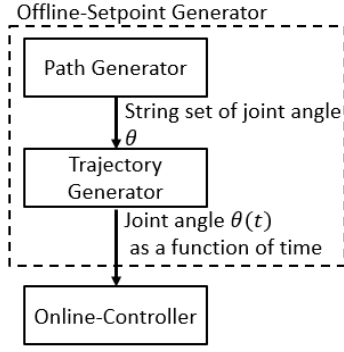 Offline-Setpoint Generator
Path Generator
String set of joint angle
θ
Trajectory
Generator
Joint angle θ(t)
as a function of time
Online-Controller